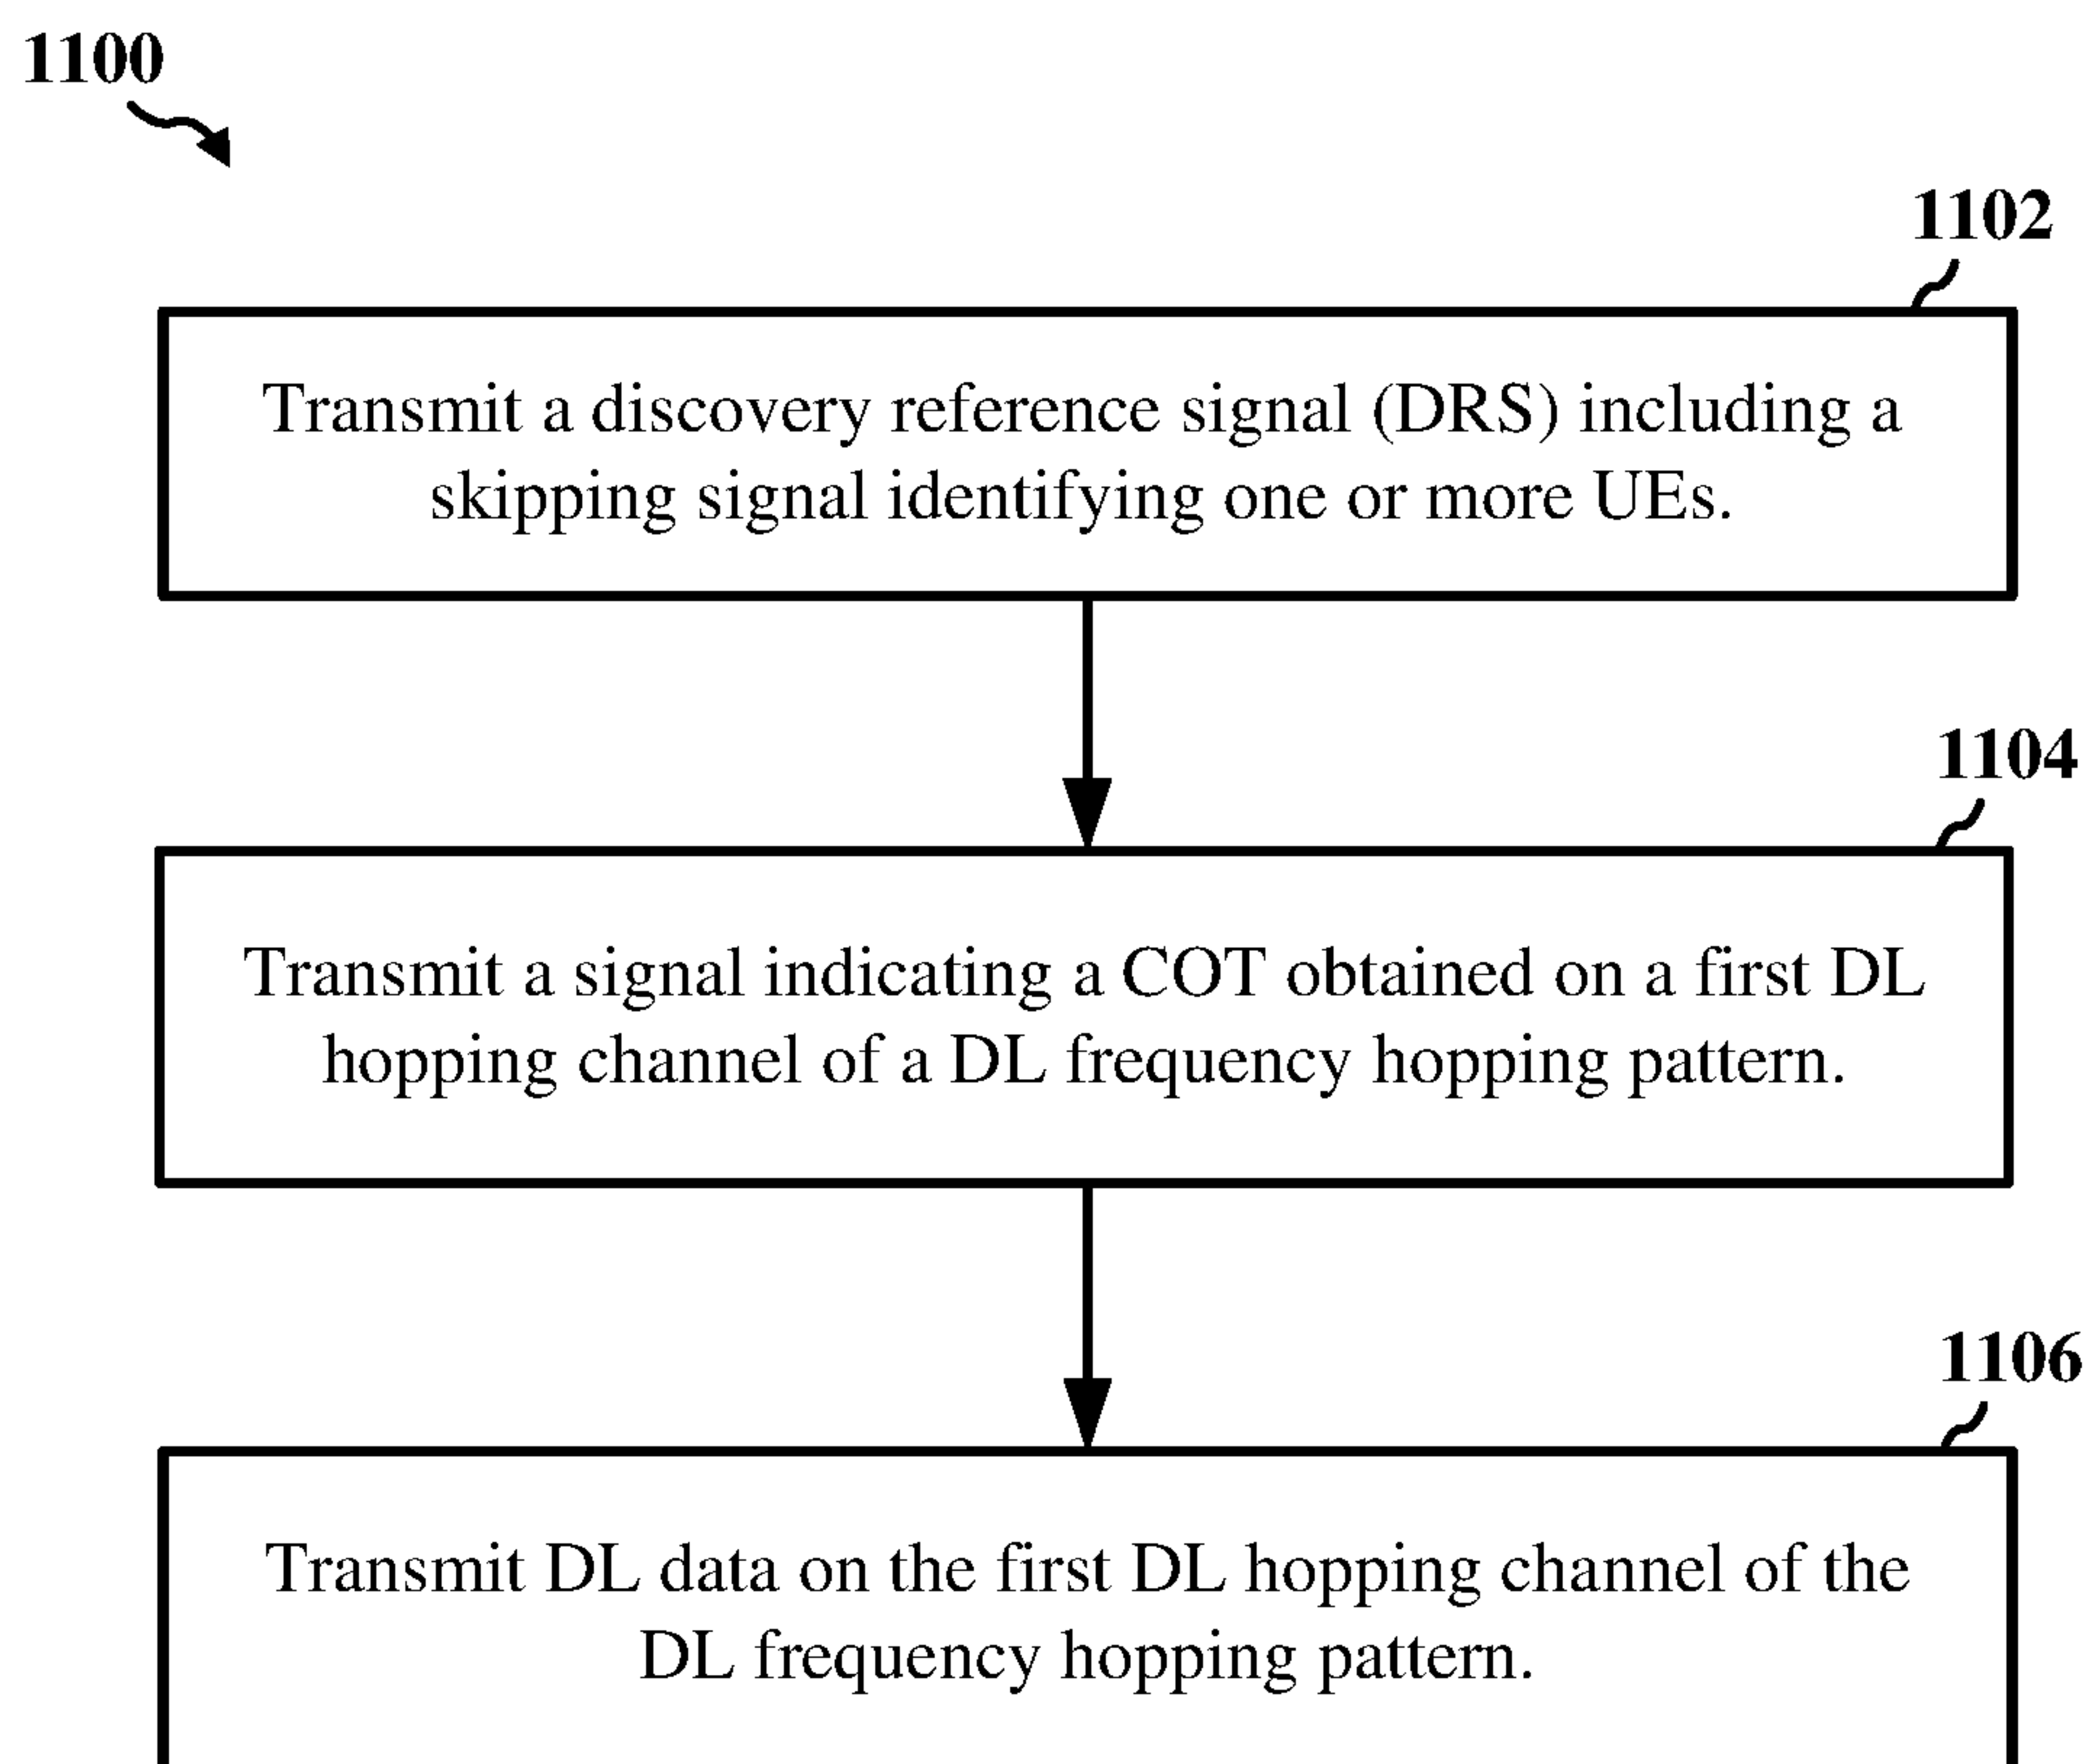 1100
1102
Transmit a discovery reference signal (DRS) including a
skipping signal identifying one or more UEs.
1104
Transmit a signal indicating a COT obtained on a first DL
hopping channel of a DL frequency hopping pattern.
1106
Transmit DL data on the first DL hopping channel of the
DL frequency hopping pattern.